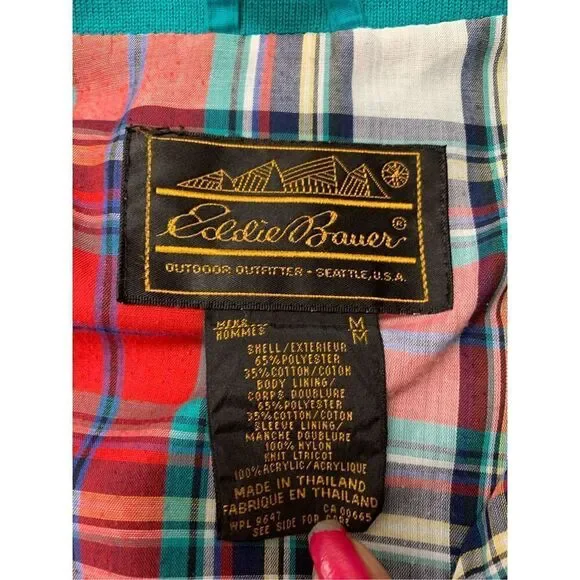 Eddie Bauer ®
OUTDOOR OUTFITTER - SEATTLE, U.S.A.
MENS M
HOMMES M
SHELL/EXTERIEUR
65%POLYESTER
35%COTTON/COTON
BODY LINING/
CORPS DOUBLURE
65%POLYESTER
35%COTTON/COTON
SLEEVE LINING/
MANCHE DOUBLURE
100%NYLON
KNIT LTRICOT
100%ACRYLIC/ACRYLIQUE
MADE IN THAILAND
FABRIQUE EN THAILAND
RPL 9647 CA 00665
SEE SIDE FOR CARE